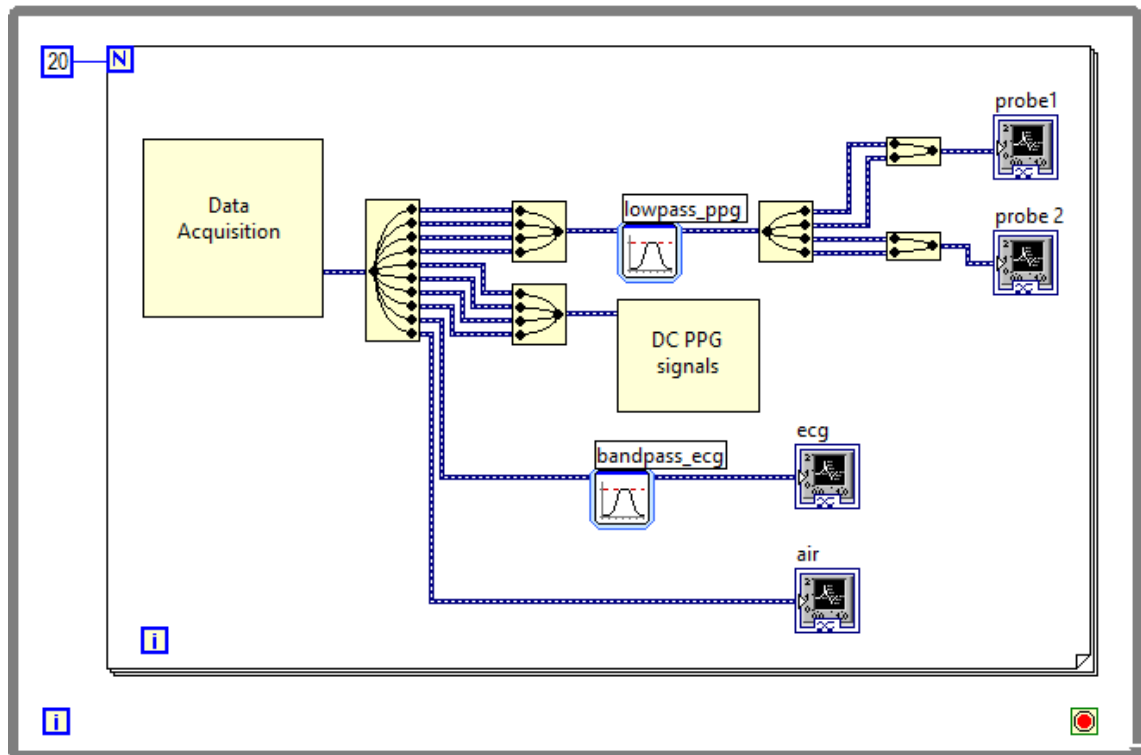 20
N
probe1
Data
Acquisition
lowpass_ppg
probe 2
DC PPG
signals
ecg
bandpass_ecg
air
i
i